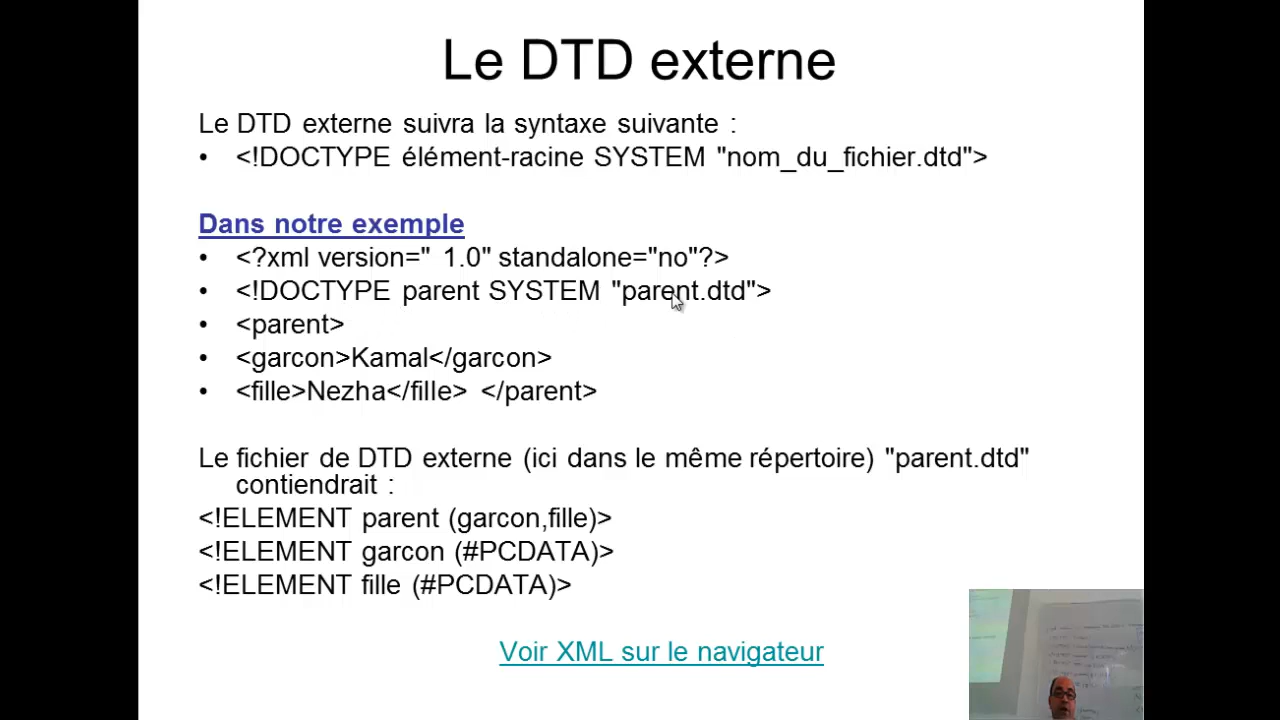 Le DTD externe
Le DTD externe suivra la syntaxe suivante :
• <!DOCTYPE élément-racine SYSTEM "nom_du_fichier.dtd">
Dans notre exemple
• <?xml version=" 1.0" standalone="no"?>
• <!DOCTYPE parent SYSTEM "parent.dtd">
• <parent>
• <garcon>Kamal</garcon>
• <fille>Nezha</fille> </parent>
Le fichier de DTD externe (ici dans le même répertoire) "parent.dtd"
contiendrait :
<!ELEMENT parent (garcon,fille)>
<!ELEMENT garcon (#PCDATA)>
<!ELEMENT fille (#PCDATA)>
Voir XML sur le navigateur